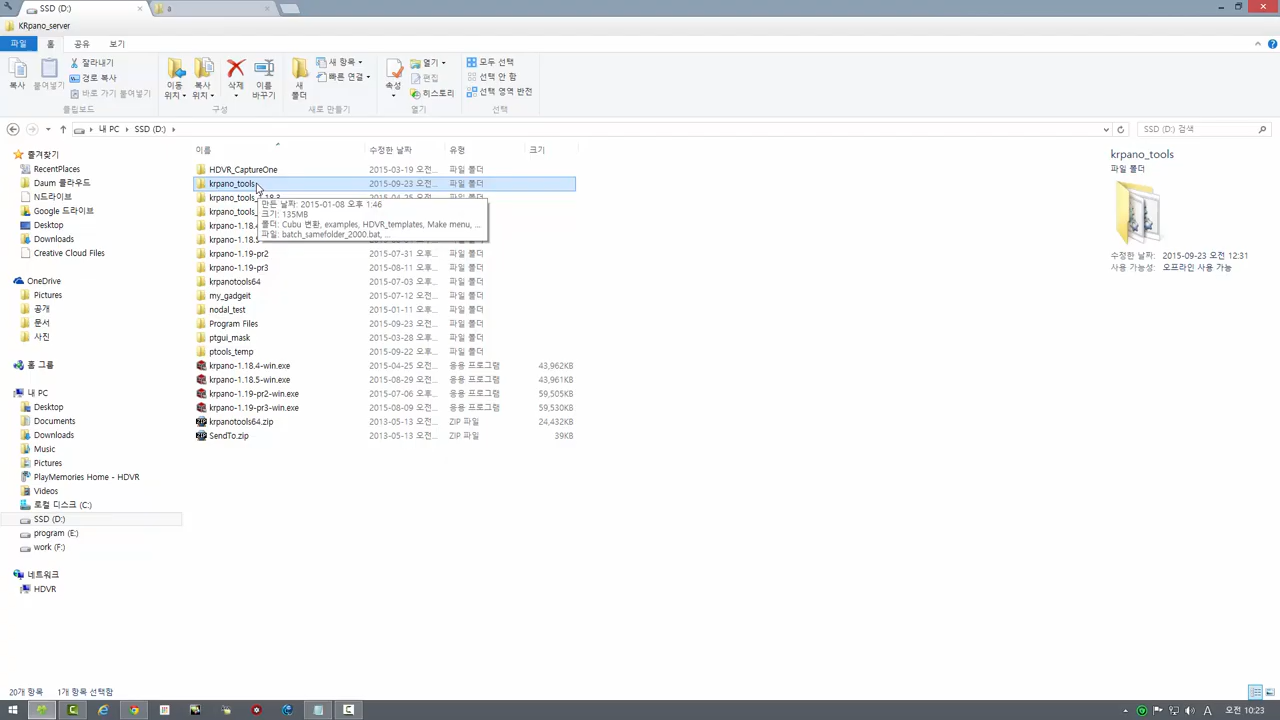 SSD (D:)
a
KRpano_server
파일 홈 공유 보기
복사 붙여넣기 잘라내기 경로 복사 바로 가기 붙여넣기
이동 위치 복사 위치 삭제 이름 바꾸기
새 폴더 새 항목 빠른 연결
속성 열기 편집 히스토리
모두 선택 선택 안 함 선택 영역 반전
클립보드 구성 새로 만들기 열기 선택
내 PC SSD (D:)
SSD (D:) 검색
즐겨찾기
RecentPlaces
Daum 클라우드
N드라이브
Google 드라이브
Desktop
Downloads
Creative Cloud Files
OneDrive
Pictures
공개
문서
사진
홈 그룹
내 PC
Desktop
Documents
Downloads
Music
Pictures
PlayMemories Home - HDVR
Videos
로컬 디스크 (C:)
SSD (D:)
program (E:)
work (F:)
네트워크
HDVR
이름 수정한 날짜 유형 크기
HDVR_CaptureOne 2015-03-19 오전... 파일 폴더
krpano_tools 2015-09-23 오전... 파일 폴더
만든 날짜: 2015-01-08 오후 1:46
크기: 135MB
폴더: Cubu 변환, examples, HDVR_templates, Make menu, ...
파일: batch_samefolder_2000.bat, ...
krpano-1.19-pr2 2015-07-31 오전... 파일 폴더
krpano-1.19-pr3 2015-08-11 오전... 파일 폴더
krpanotools64 2015-07-03 오전... 파일 폴더
my_gadgeit 2015-07-12 오전... 파일 폴더
nodal_test 2015-01-11 오후... 파일 폴더
Program Files 2015-09-23 오전... 파일 폴더
ptgui_mask 2015-03-28 오후... 파일 폴더
ptools_temp 2015-09-22 오전... 파일 폴더
krpano-1.18.4-win.exe 2015-04-25 오전... 응용 프로그램 43,962KB
krpano-1.18.5-win.exe 2015-08-29 오전... 응용 프로그램 43,961KB
krpano-1.19-pr2-win.exe 2015-07-06 오후... 응용 프로그램 59,505KB
krpano-1.19-pr3-win.exe 2015-08-09 오전... 응용 프로그램 59,530KB
krpanotools64.zip 2013-05-13 오전... ZIP 파일 24,432KB
SendTo.zip 2013-05-13 오전... ZIP 파일 39KB
krpano_tools
파일 폴더
수정한 날짜: 2015-09-23 오전 12:31
사용 가능성: 오프라인 사용 가능
20개 항목 1개 항목 선택함
A 오전 10:23